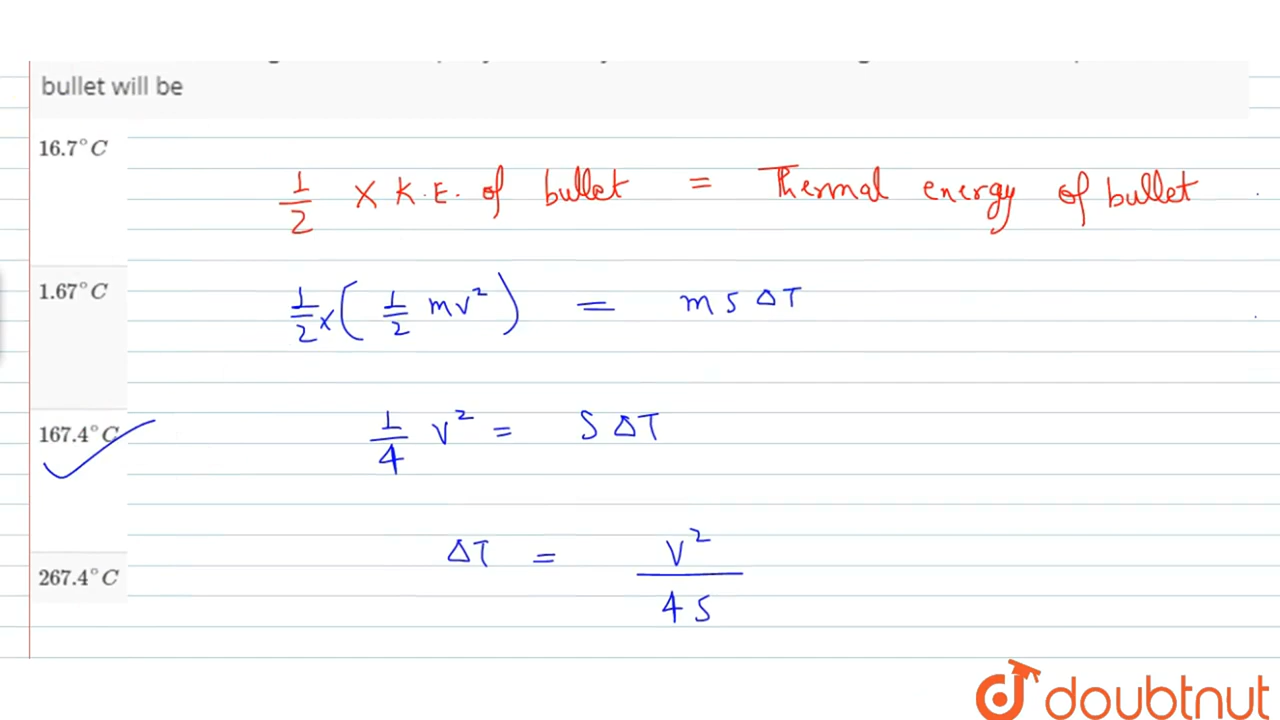 bullet will be
16.7°C
1/2 X K.E. of bullet = Thermal energy of bullet
1.67°C
1/2 x ( 1/2 mv² ) = m s ΔT
167.4°C
1/4 v² = S ΔT
ΔT = v² / 4 s
267.4°C
doubtnut